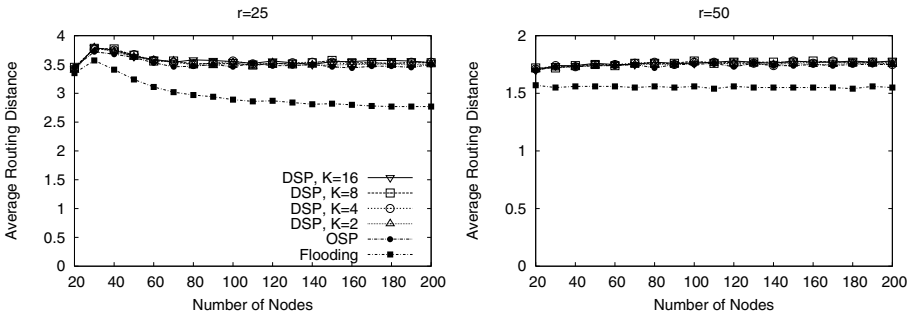 r=25
Average Routing Distance
4
3.5
3
2.5
2
1.5
1
0.5
0
DSP, K=16
DSP, K=8
DSP, K=4
DSP, K=2
OSP
Flooding
20 40 60 80 100 120 140 160 180 200
Number of Nodes
r=50
Average Routing Distance
2
1.5
1
0.5
0
20 40 60 80 100 120 140 160 180 200
Number of Nodes